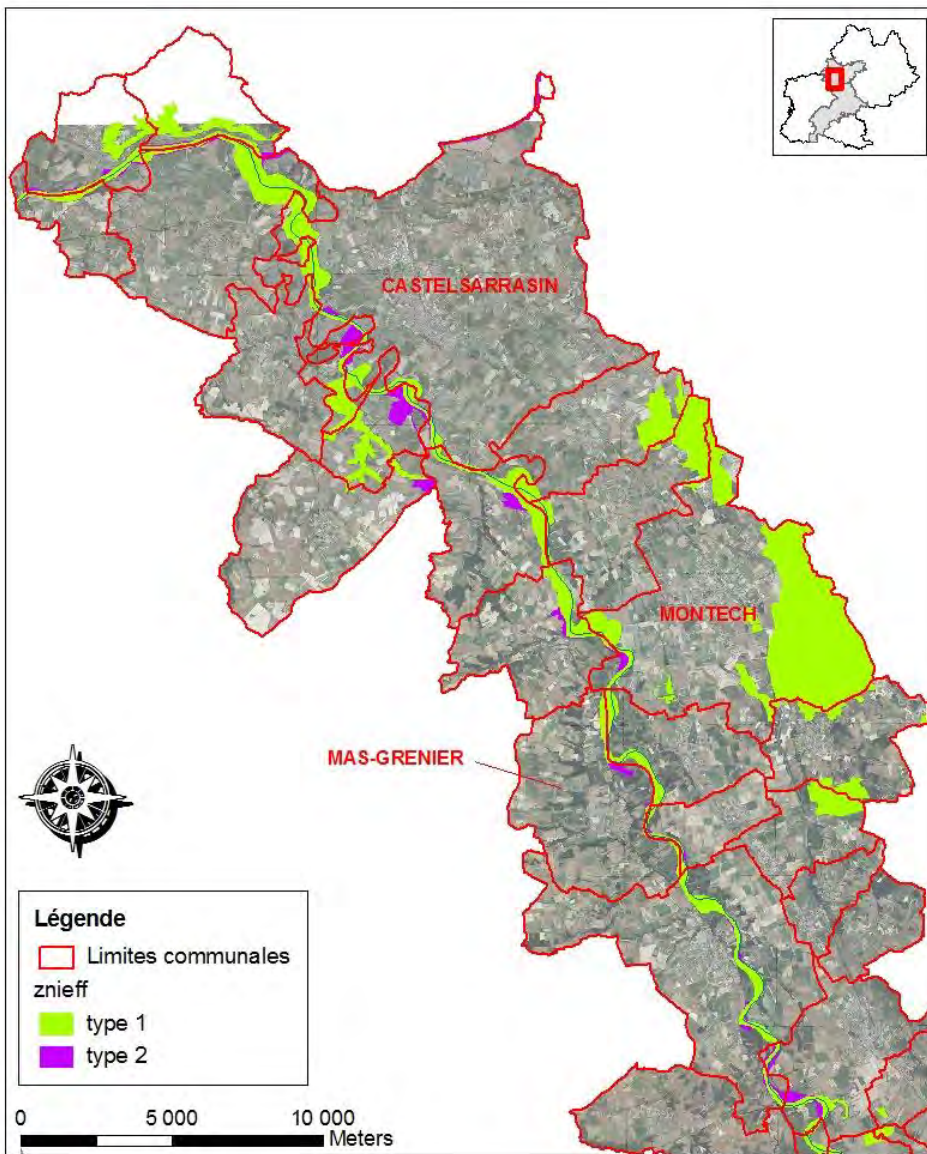 CASTELSARRASIN
MONTECH
MAS-GRENIER
Légende
Limites communales
znieff
type 1
type 2
0 5 000 10 000
Meters